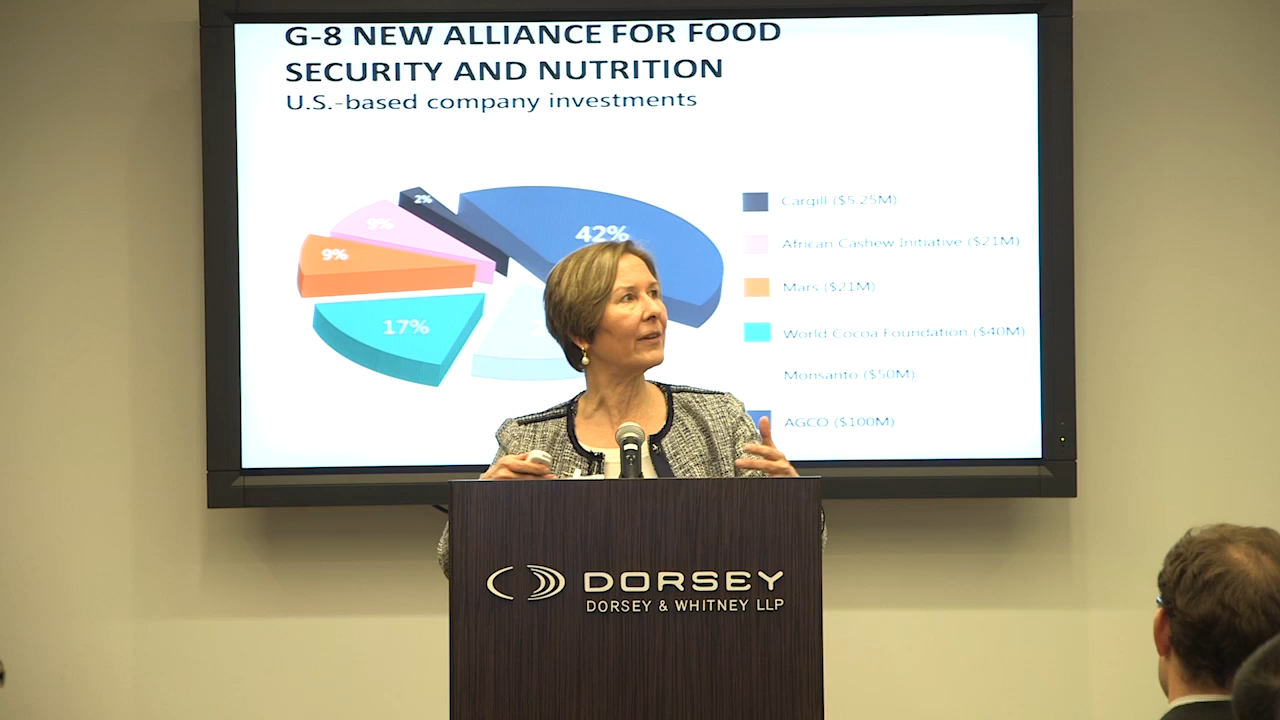 G-8 NEW ALLIANCE FOR FOOD
SECURITY AND NUTRITION
U.S.-based company investments
2%
9%
42%
9%
17%
Cargill ($5.25M)
African Cashew Initiative ($21M)
Mars ($21M)
World Cocoa Foundation ($40M)
Monsanto ($50M)
AGCO ($100M)
DORSEY
DORSEY & WHITNEY LLP